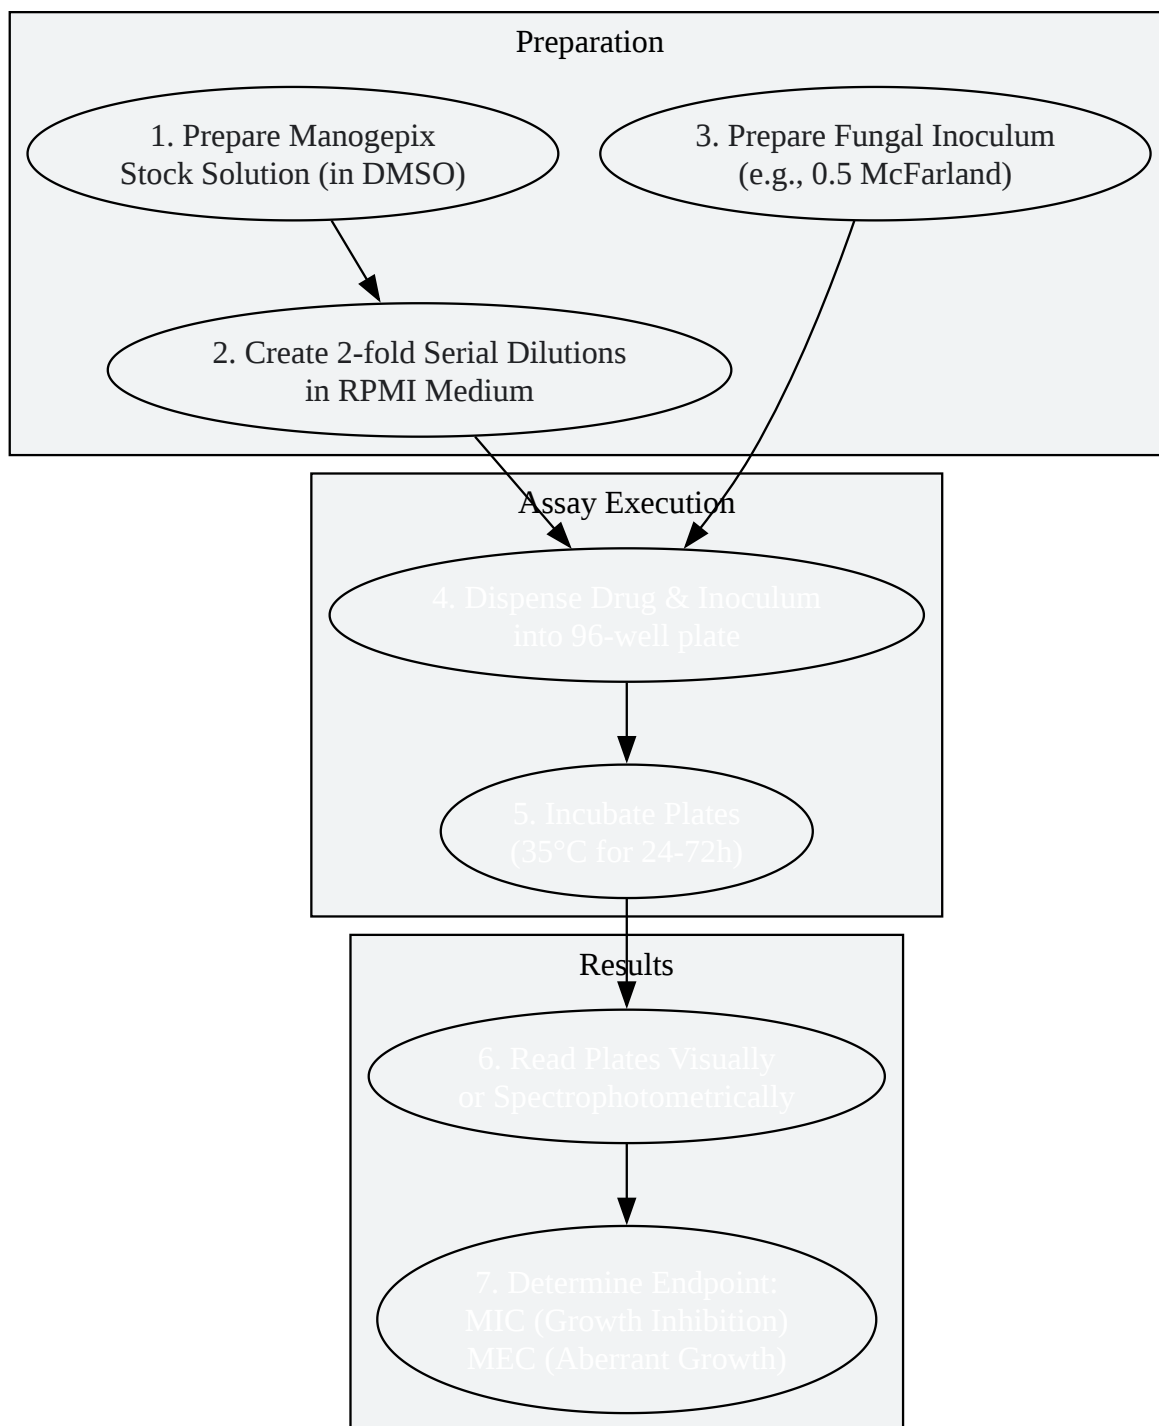 Preparation
1. Prepare Manogepix
Stock Solution (in DMSO)
3. Prepare Fungal Inoculum
(e.g., 0.5 McFarland)
2. Create 2-fold Serial Dilutions
in RPMI Medium
Assay Execution
4. Dispense Drug & Inoculum
into 96-well plate
5. Incubate Plates
(35°C for 24-72h)
Results
6. Read Plates Visually
or Spectrophotometrically
7. Determine Endpoint:
MIC (Growth Inhibition)
MEC (Aberrant Growth)